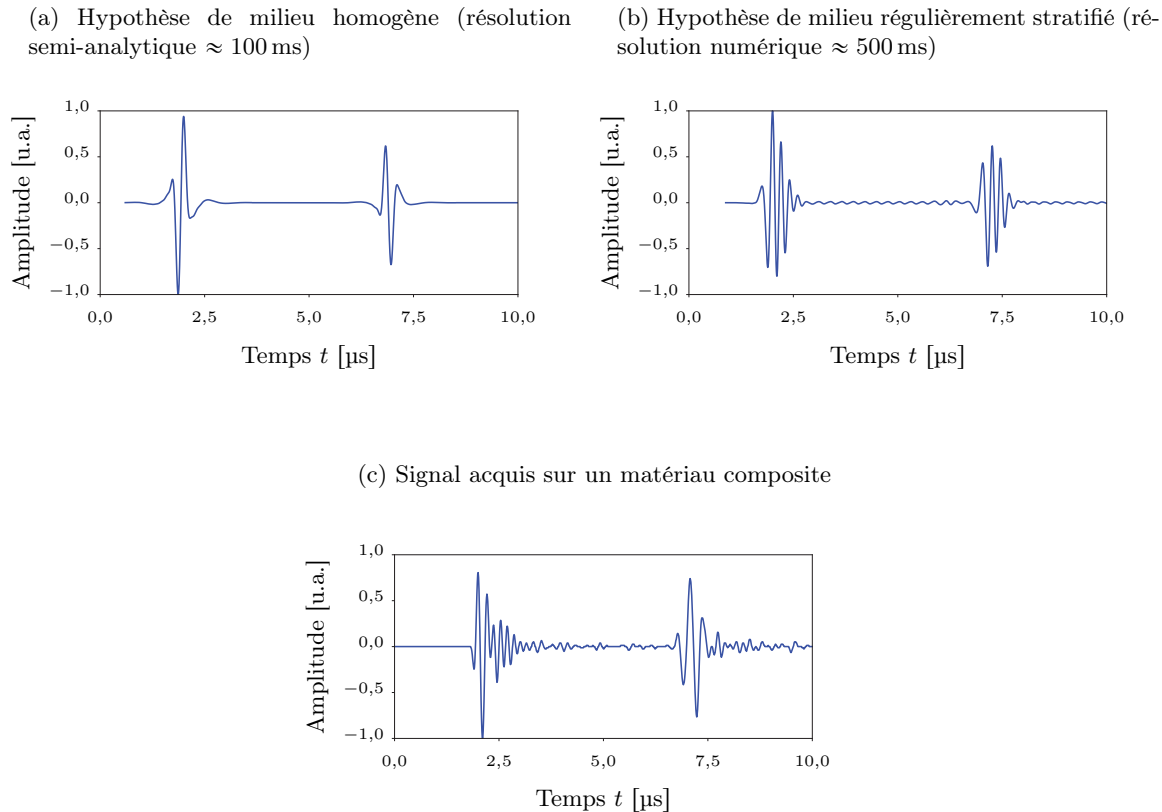 (a) Hypothèse de milieu homogène (résolution
semi-analytique ≈ 100 ms)
(b) Hypothèse de milieu régulièrement stratifié (ré-
solution numérique ≈ 500 ms)
1,0
0,5
0,0
−0,5
−1,0
Amplitude [u.a.]
0,0 2,5 5,0 7,5 10,0
Temps t [µs]
1,0
0,5
0,0
−0,5
−1,0
Amplitude [u.a.]
0,0 2,5 5,0 7,5 10,0
Temps t [µs]
(c) Signal acquis sur un matériau composite
1,0
0,5
0,0
−0,5
−1,0
Amplitude [u.a.]
0,0 2,5 5,0 7,5 10,0
Temps t [µs]